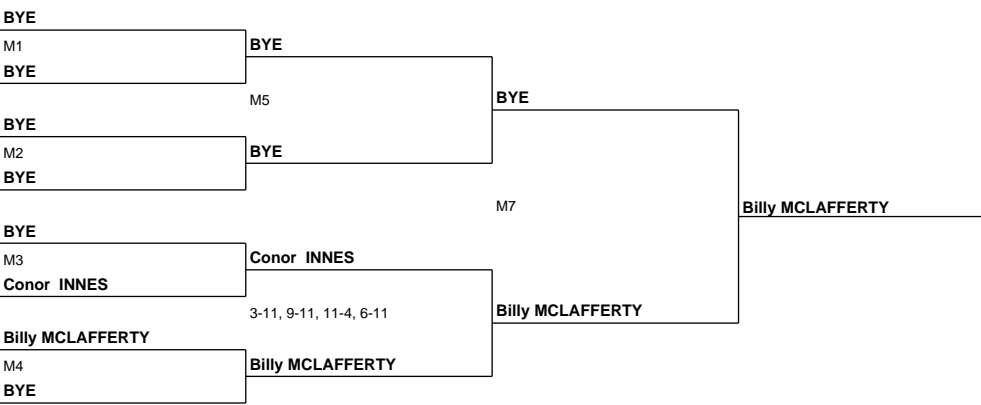 BYE
M1
BYE
BYE
M5
BYE
BYE
M2
BYE
BYE
M7
Billy MCLAFFERTY
BYE
M3
Conor INNES
Conor INNES
3-11, 9-11, 11-4, 6-11
Billy MCLAFFERTY
Billy MCLAFFERTY
M4
Billy MCLAFFERTY
BYE